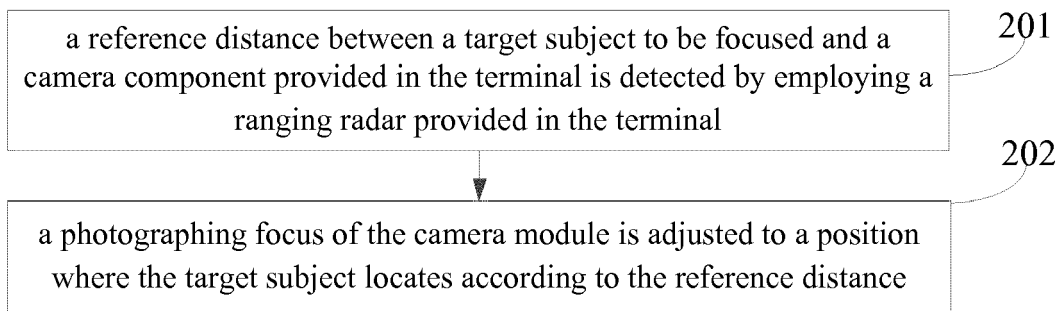 a reference distance between a target subject to be focused and a
camera component provided in the terminal is detected by employing a
ranging radar provided in the terminal
201
a photographing focus of the camera module is adjusted to a position
where the target subject locates according to the reference distance
202